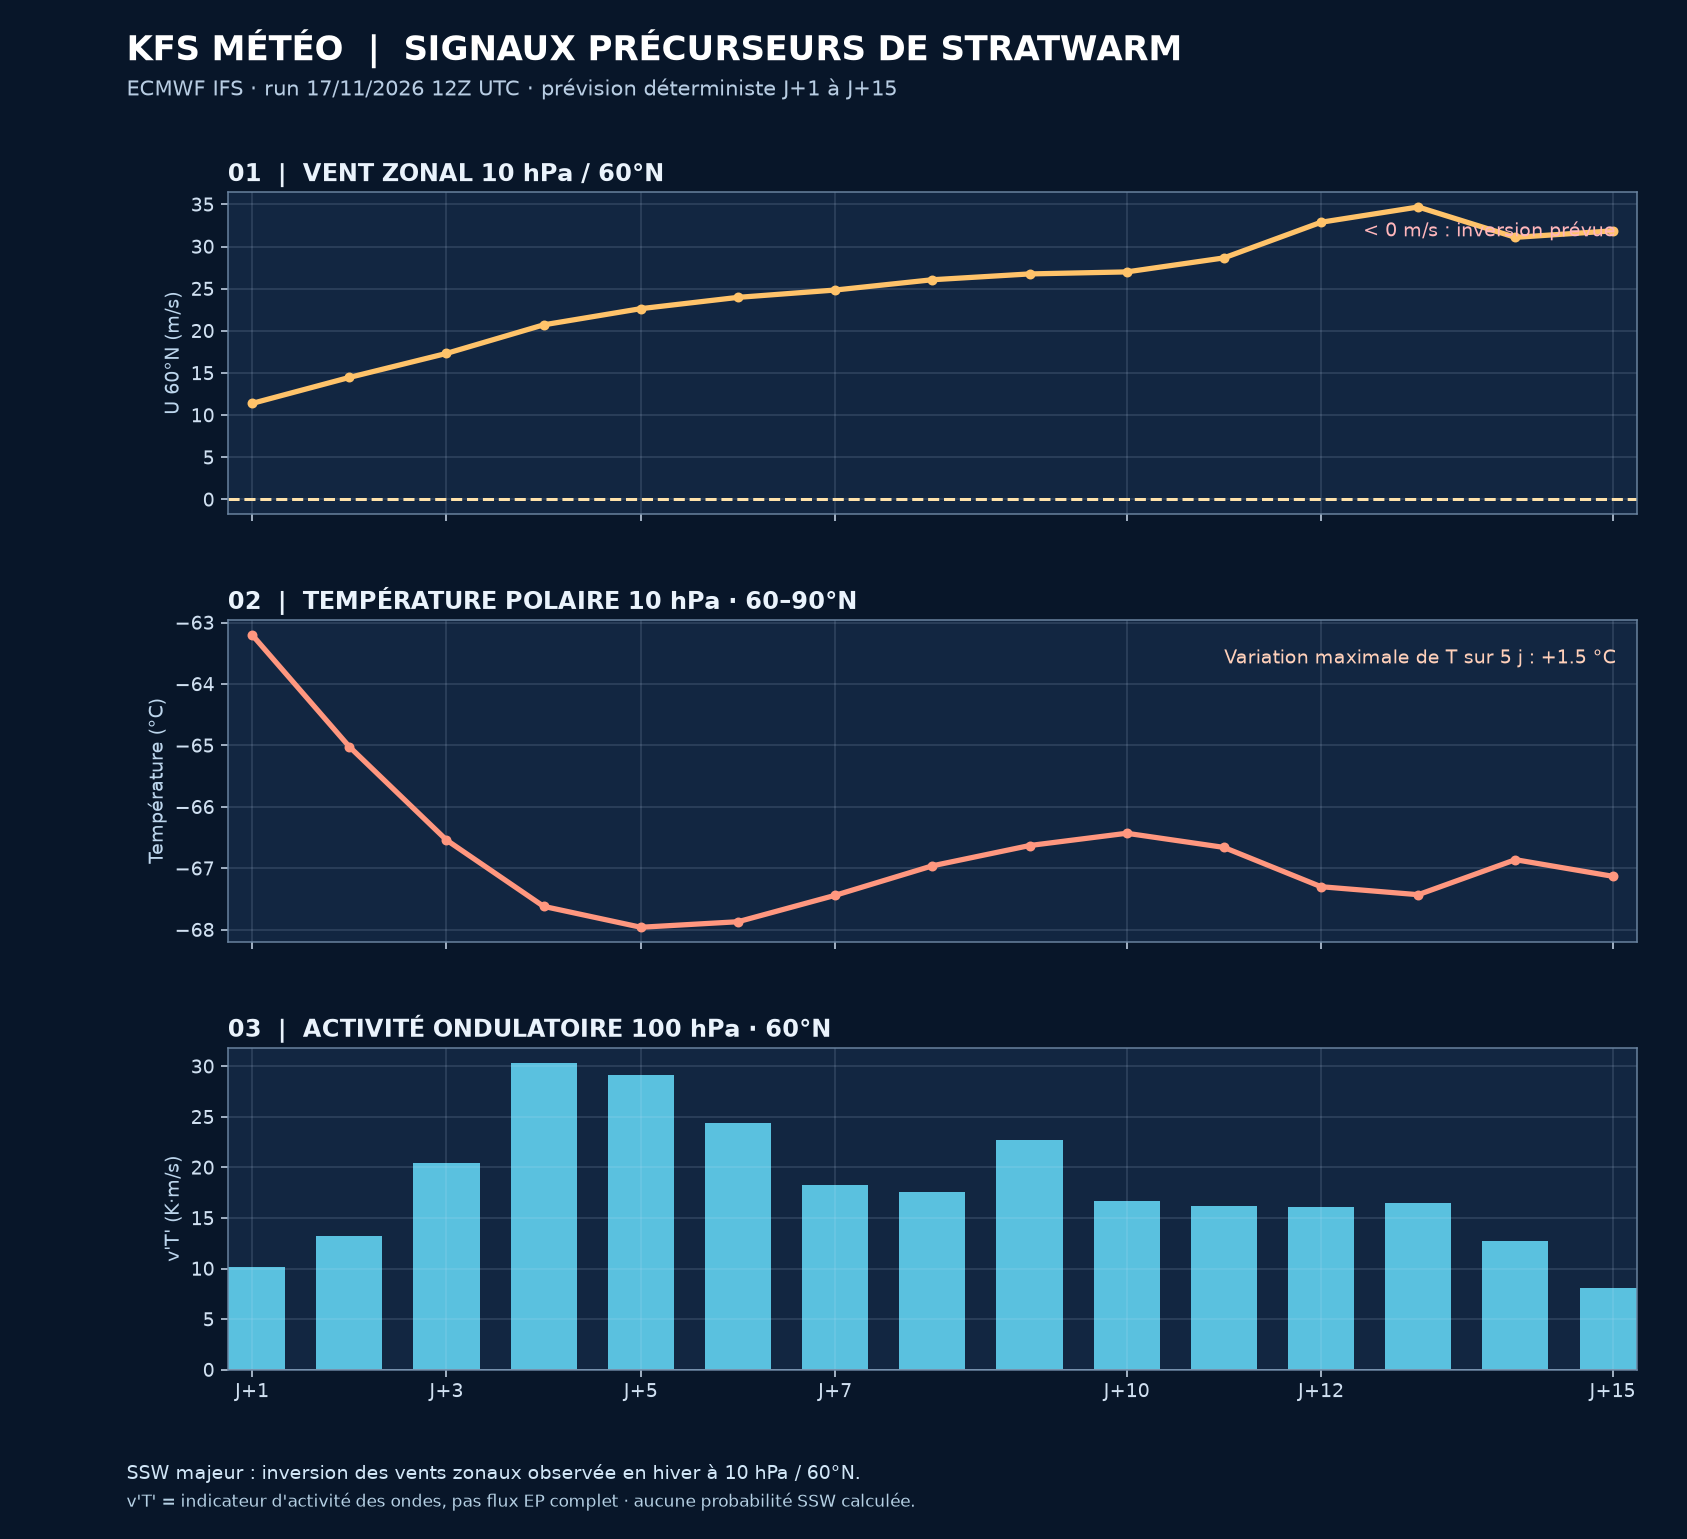 KFS MÉTÉO | SIGNAUX PRÉCURSEURS DE STRATWARM
ECMWF IFS · run 17/11/2026 12Z UTC · prévision déterministe J+1 à J+15
01 | VENT ZONAL 10 hPa / 60°N
U 60°N (m/s)
35
30
25
20
15
10
5
0
< 0 m/s : inversion prévue
02 | TEMPÉRATURE POLAIRE 10 hPa · 60–90°N
Température (°C)
−63
−64
−65
−66
−67
−68
Variation maximale de T sur 5 j : +1.5 °C
03 | ACTIVITÉ ONDULATOIRE 100 hPa · 60°N
v'T' (K·m/s)
30
25
20
15
10
5
0
J+1 J+3 J+5 J+7 J+10 J+12 J+15
SSW majeur : inversion des vents zonaux observée en hiver à 10 hPa / 60°N.
v'T' = indicateur d'activité des ondes, pas flux EP complet · aucune probabilité SSW calculée.